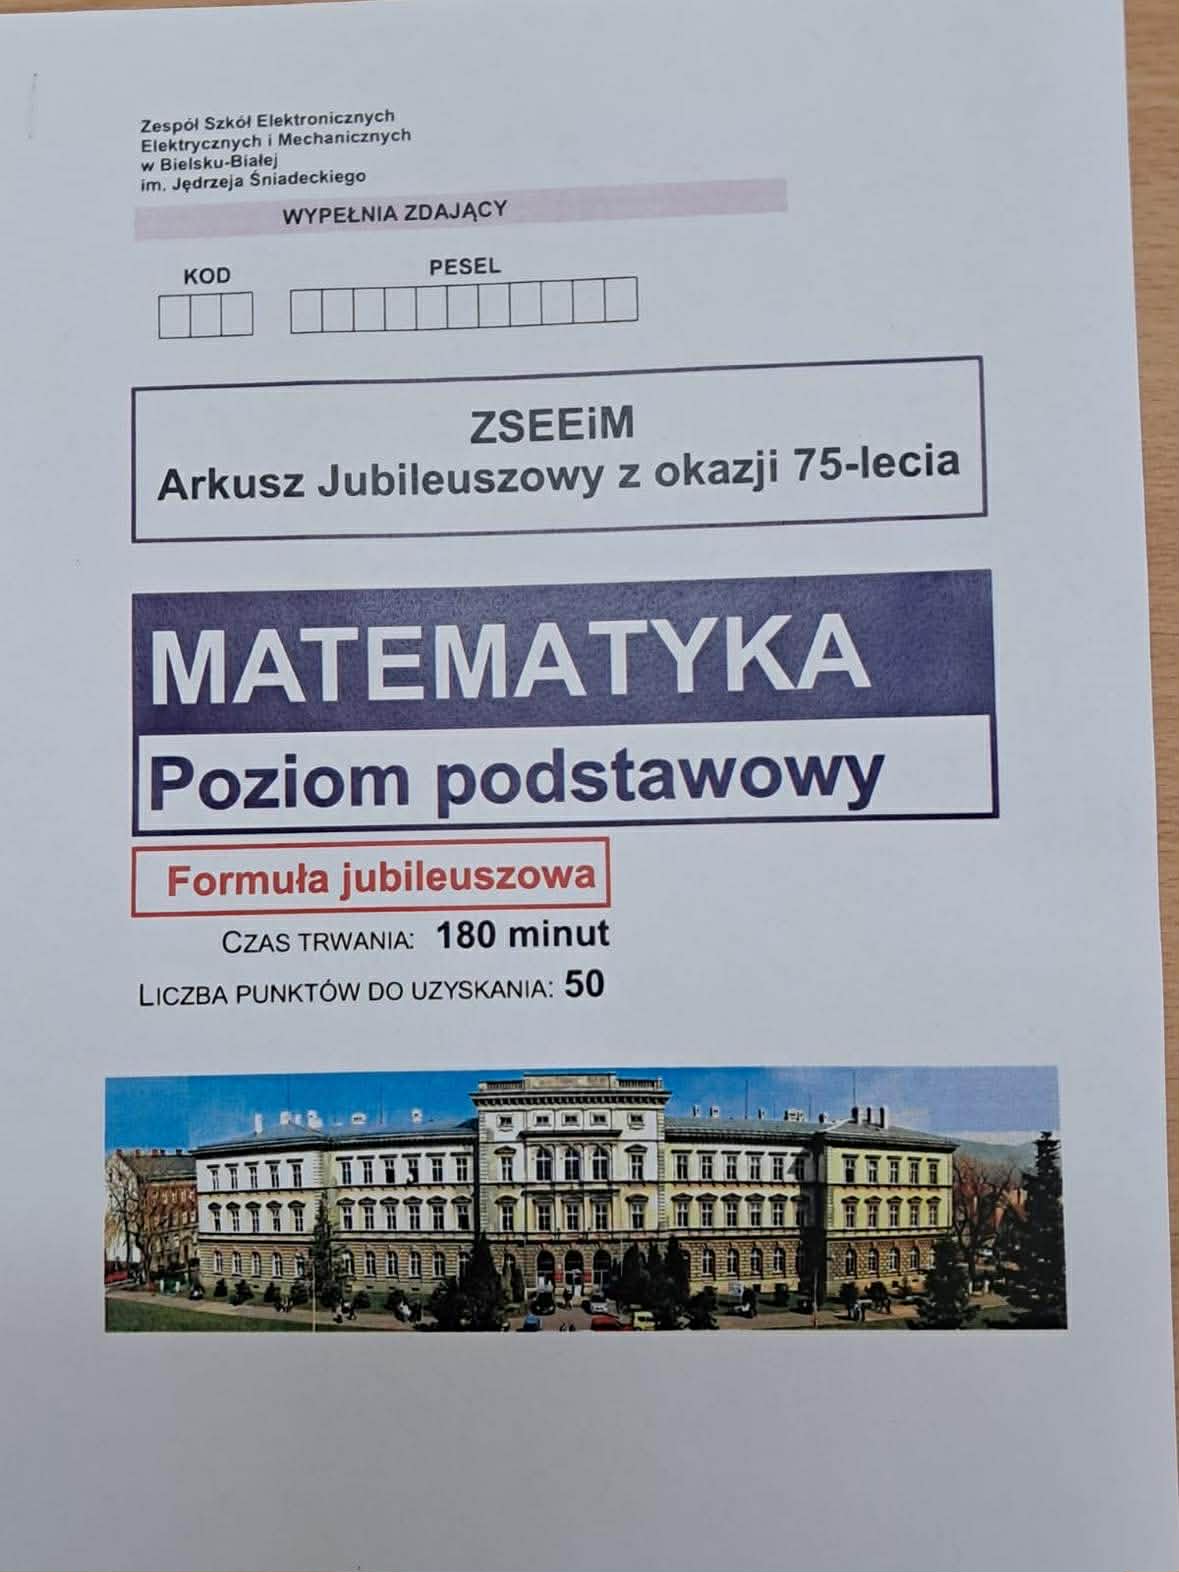 Zespół Szkół Elektronicznych
Elektrycznych i Mechanicznych
w Bielsku-Białej
im. Jędrzeja Śniadeckiego
WYPEŁNIA ZDAJĄCY
KOD
PESEL
ZSEEiM
Arkusz Jubileuszowy z okazji 75-lecia
MATEMATYKA
Poziom podstawowy
Formuła jubileuszowa
CZAS TRWANIA: 180 minut
LICZBA PUNKTÓW DO UZYSKANIA: 50